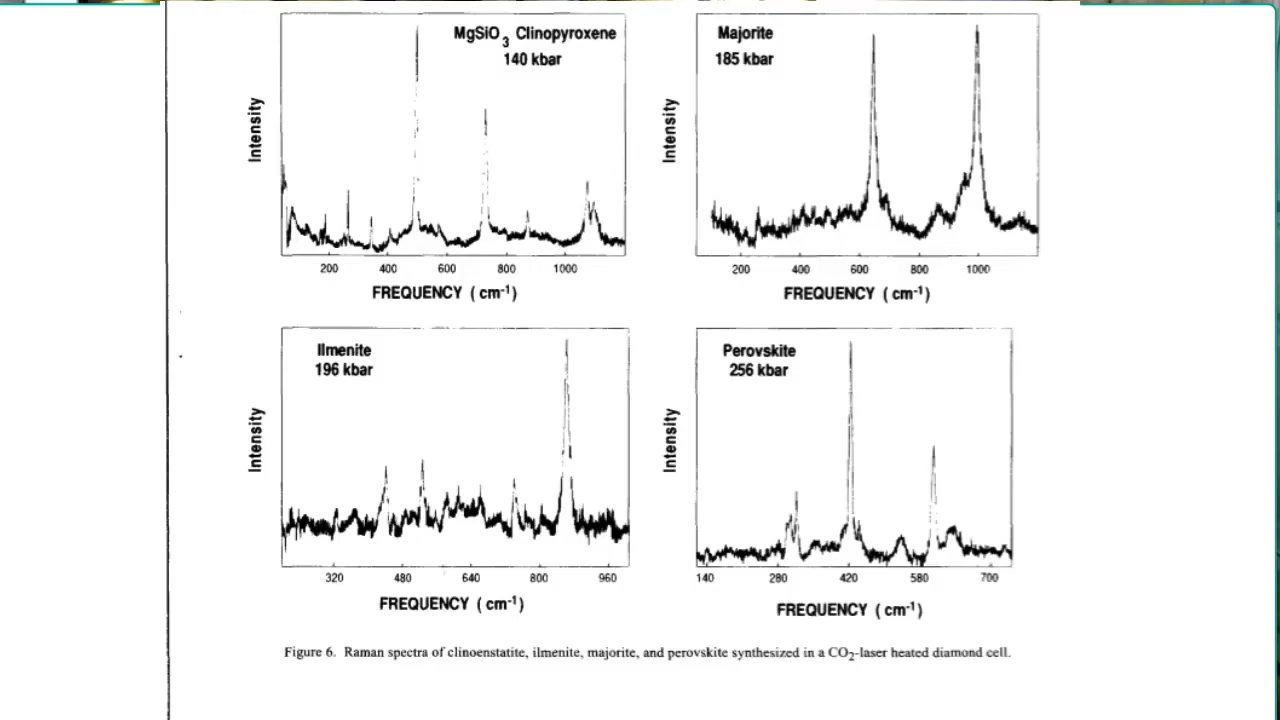 MgSiO3 Clinopyroxene
140 kbar
Intensity
200 400 600 800 1000
FREQUENCY ( cm-1)
Majorite
185 kbar
Intensity
200 400 600 800 1000
FREQUENCY ( cm-1)
Ilmenite
196 kbar
Intensity
320 480 640 800 960
FREQUENCY ( cm-1)
Perovskite
256 kbar
Intensity
140 280 420 580 700
FREQUENCY ( cm-1)
Figure 6. Raman spectra of clinoenstatite, ilmenite, majorite, and perovskite synthesized in a CO2-laser heated diamond cell.